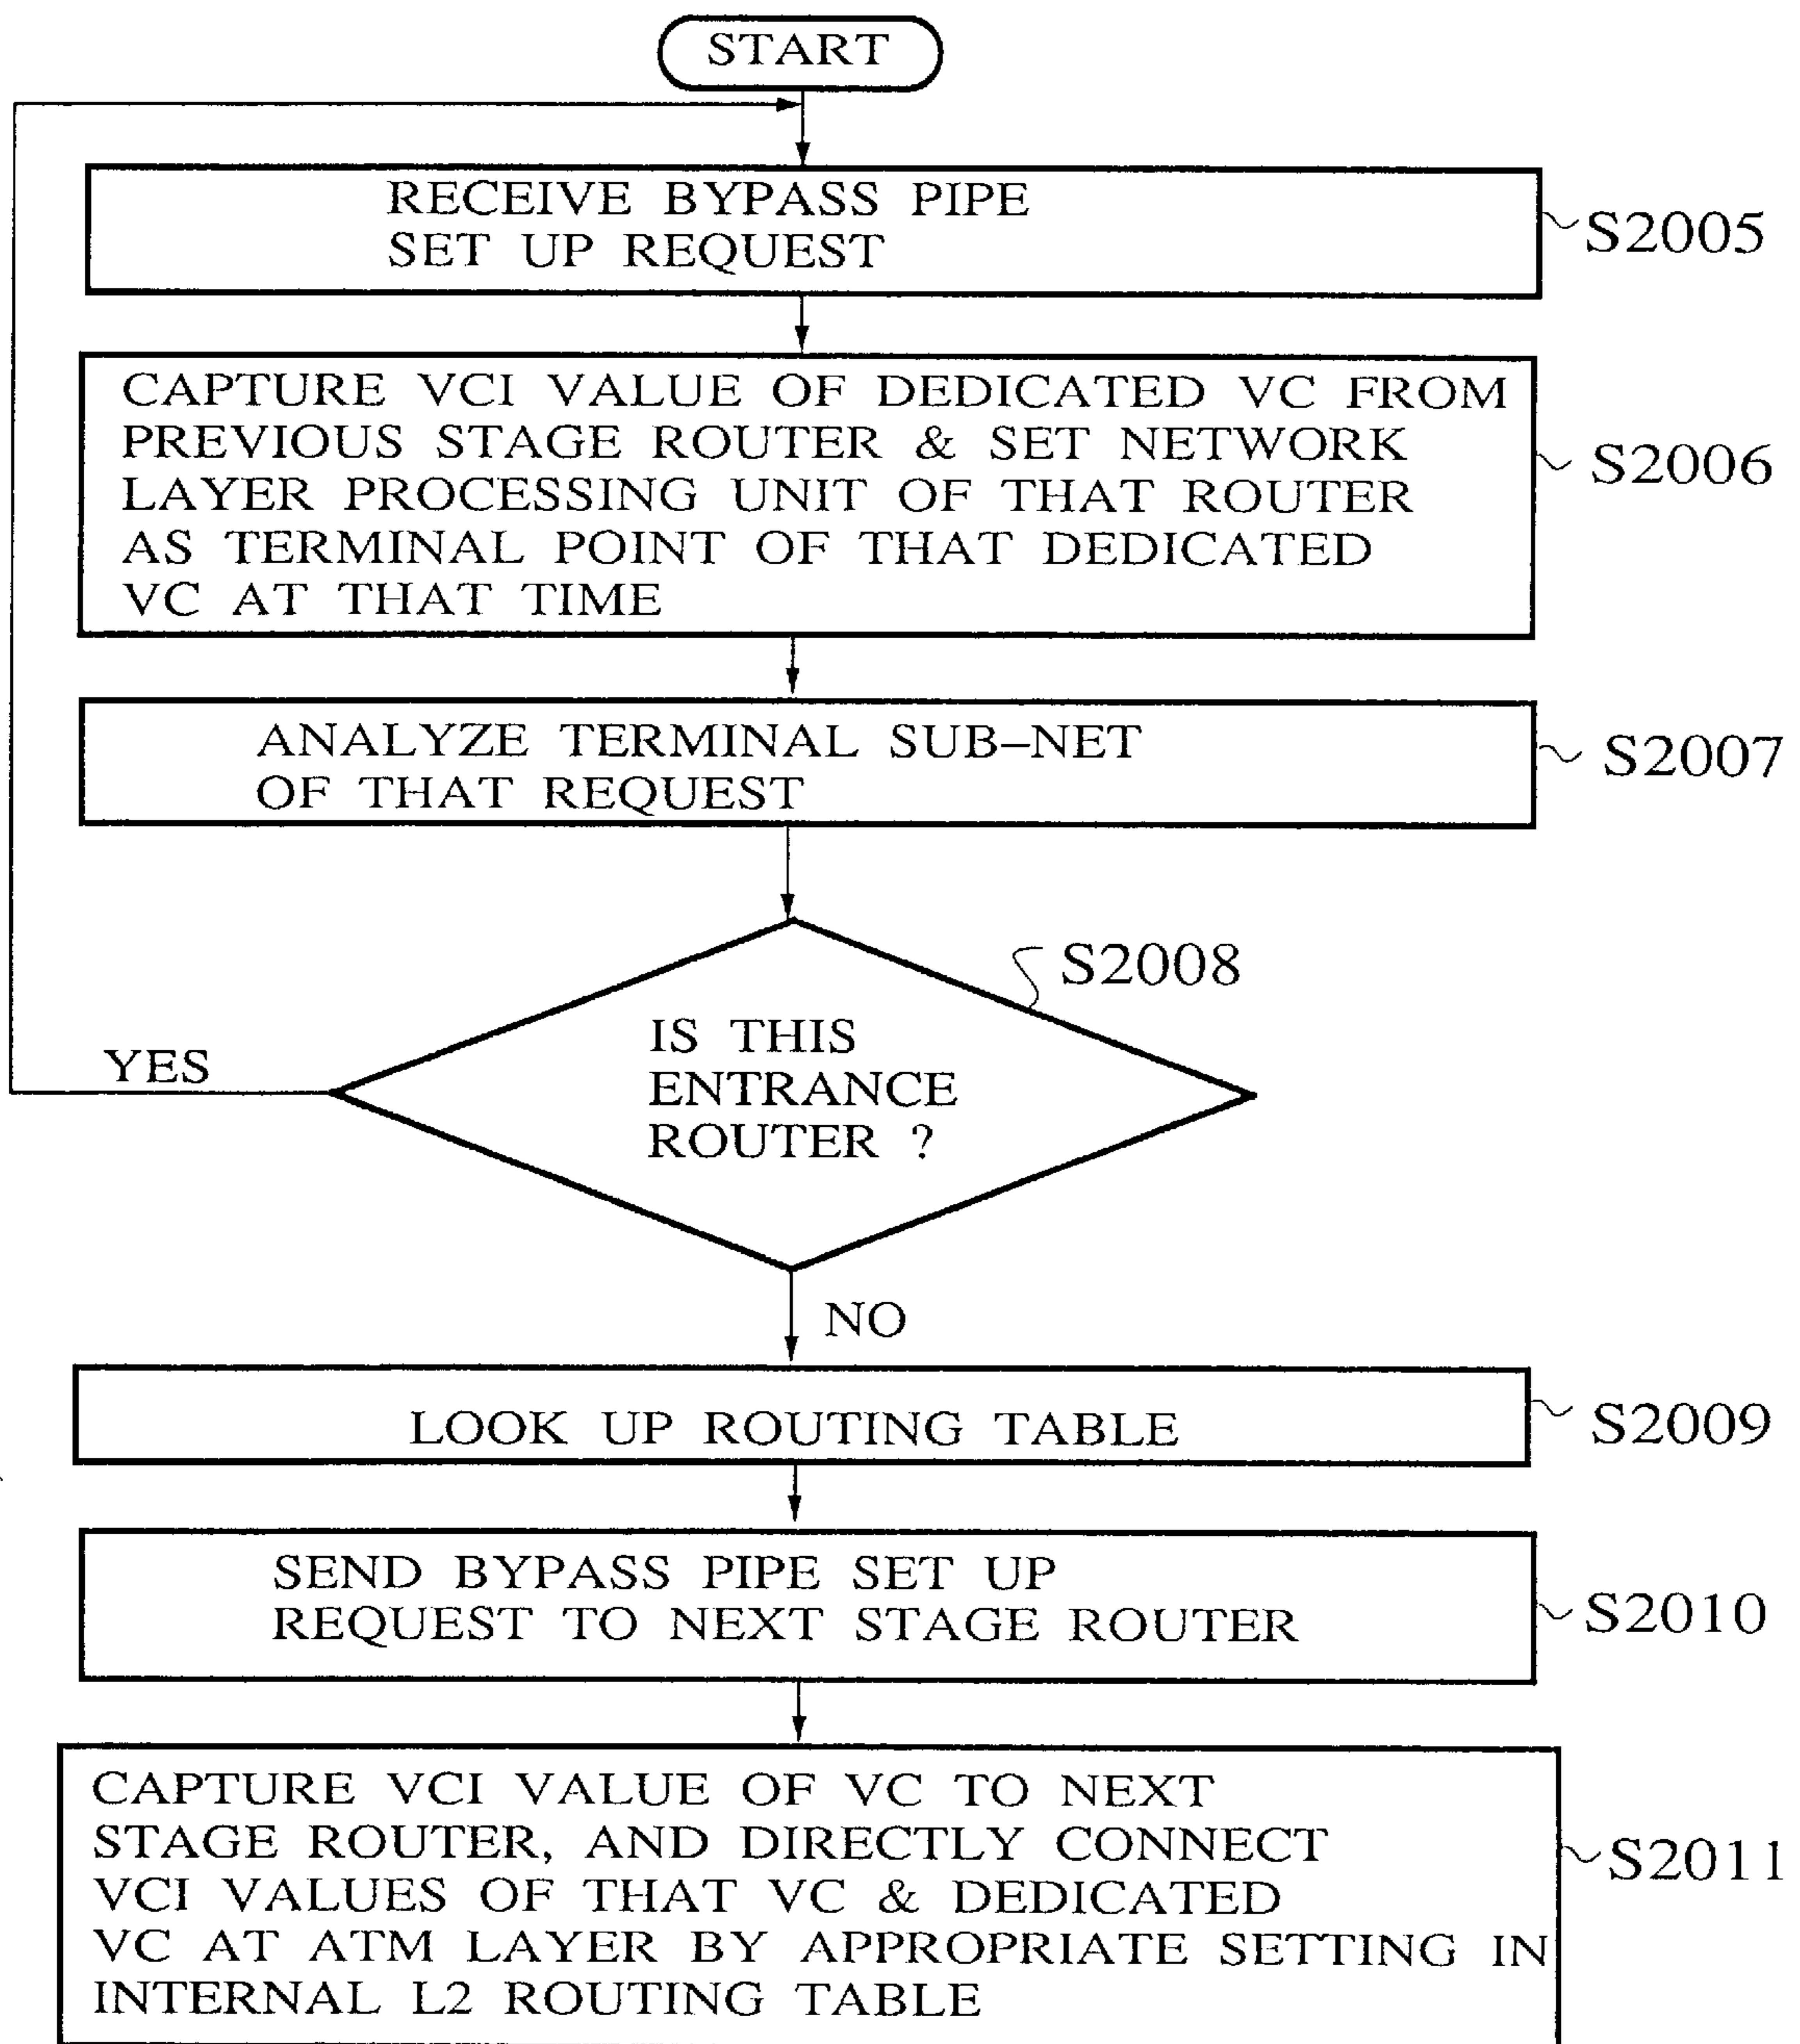 START
RECEIVE BYPASS PIPE
SET UP REQUEST
S2005
CAPTURE VCI VALUE OF DEDICATED VC FROM
PREVIOUS STAGE ROUTER & SET NETWORK
LAYER PROCESSING UNIT OF THAT ROUTER
AS TERMINAL POINT OF THAT DEDICATED
VC AT THAT TIME
S2006
ANALYZE TERMINAL SUB-NET
OF THAT REQUEST
S2007
S2008
IS THIS
ENTRANCE
ROUTER ?
YES
NO
LOOK UP ROUTING TABLE
S2009
SEND BYPASS PIPE SET UP
REQUEST TO NEXT STAGE ROUTER
S2010
CAPTURE VCI VALUE OF VC TO NEXT
STAGE ROUTER, AND DIRECTLY CONNECT
VCI VALUES OF THAT VC & DEDICATED
VC AT ATM LAYER BY APPROPRIATE SETTING IN
INTERNAL L2 ROUTING TABLE
S2011